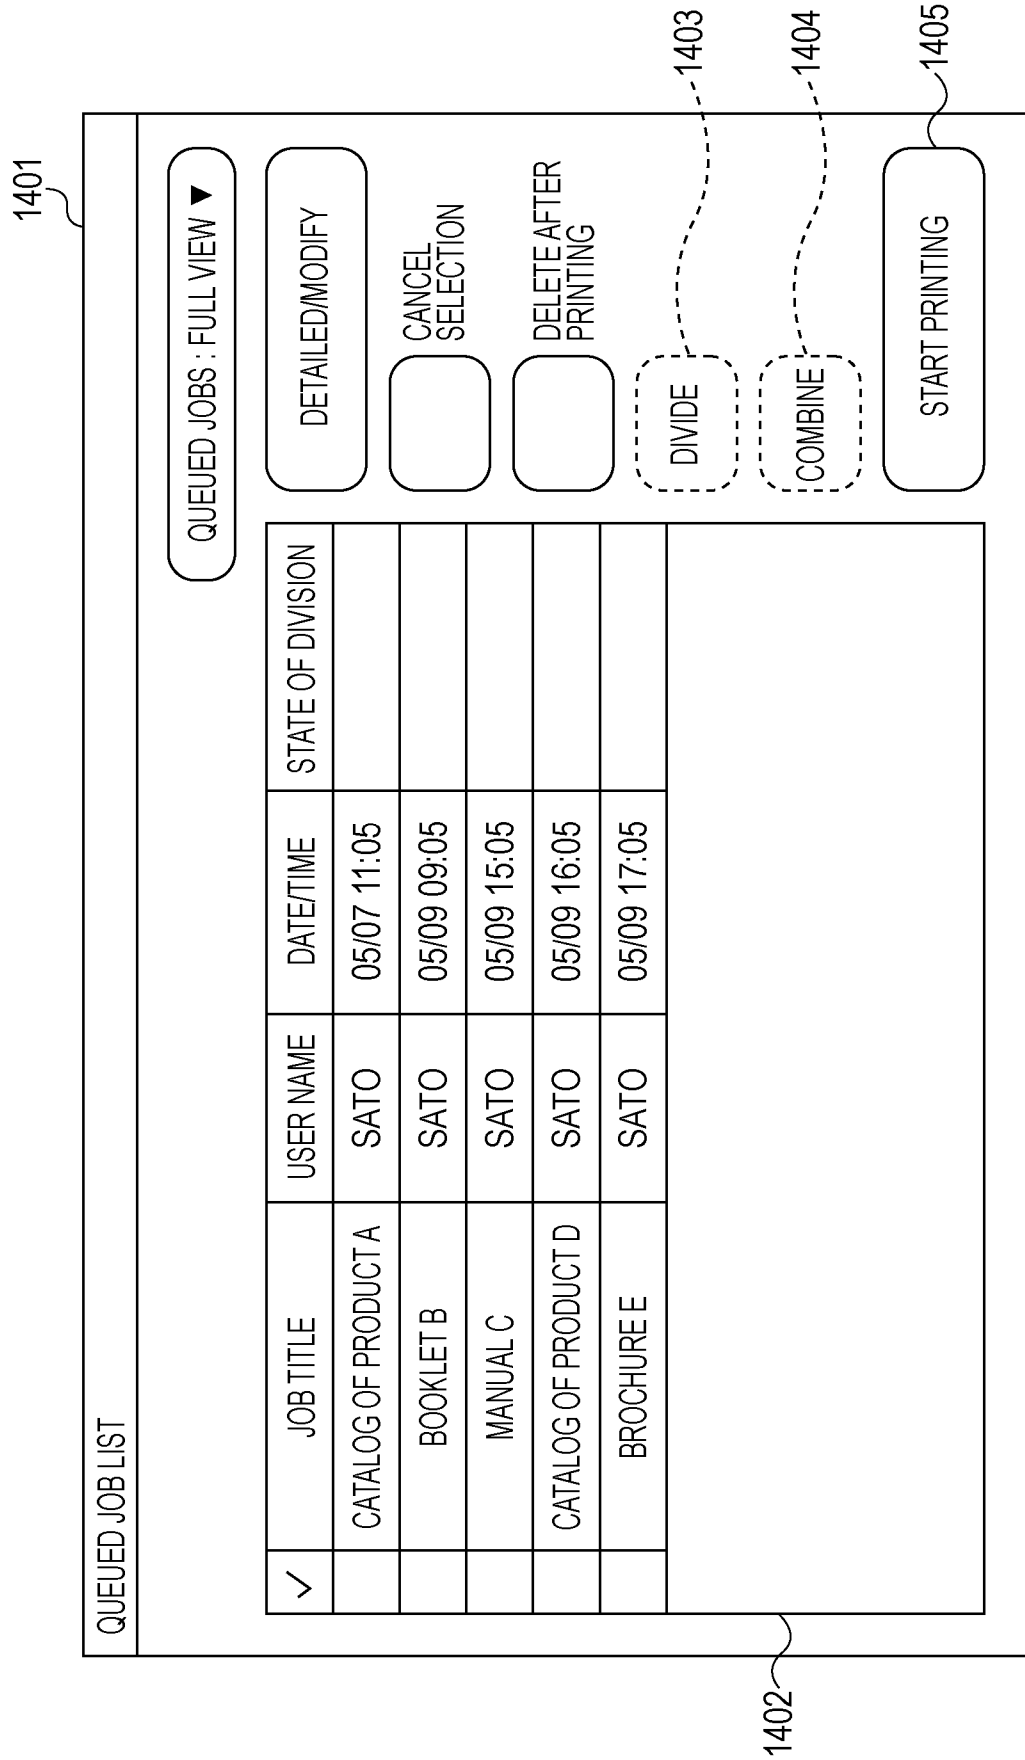 1401
QUEUED JOB LIST
QUEUED JOBS : FULL VIEW ▼
✓ JOB TITLE USER NAME DATE/TIME STATE OF DIVISION
CATALOG OF PRODUCT A SATO 05/07 11:05
BOOKLET B SATO 05/09 09:05
MANUAL C SATO 05/09 15:05
CATALOG OF PRODUCT D SATO 05/09 16:05
BROCHURE E SATO 05/09 17:05
DETAILED/MODIFY
CANCEL
SELECTION
DELETE AFTER
PRINTING
DIVIDE
1403
COMBINE
1404
START PRINTING
1405
1402